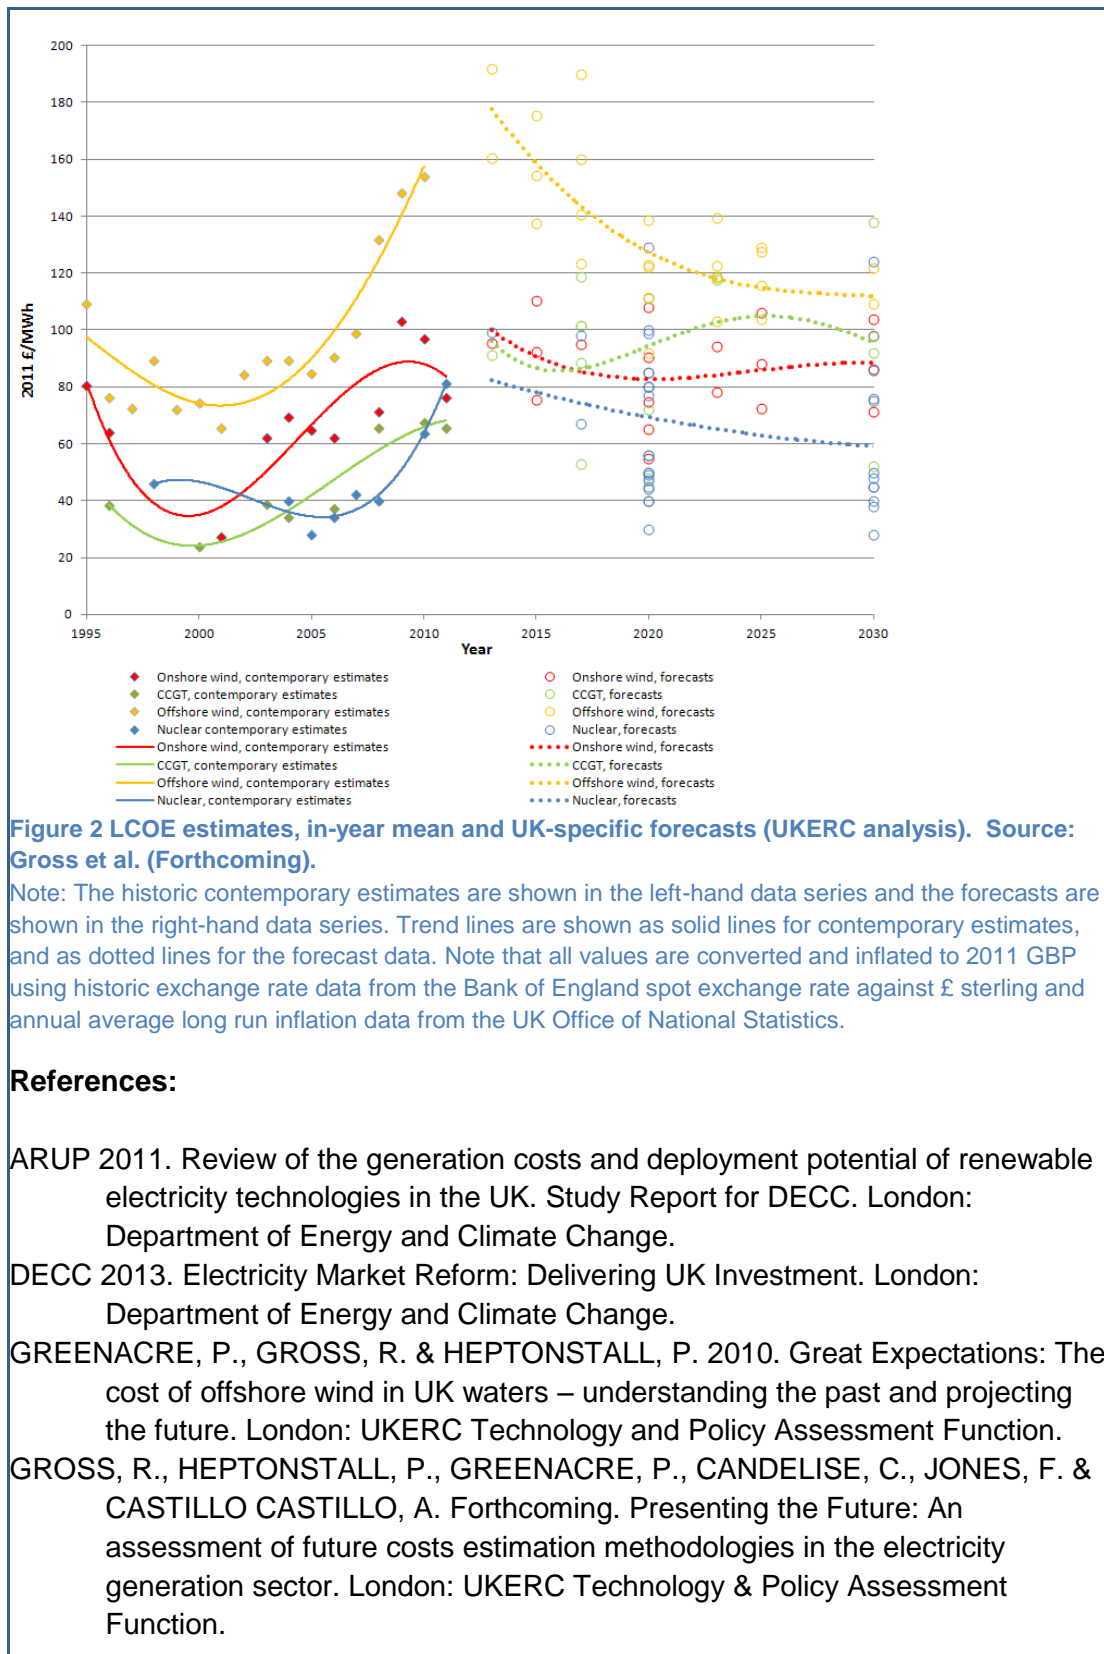 200
180
160
140
120
100
80
60
40
20
0
2011 £/MWh
1995 2000 2005 2010 2015 2020 2025 2030
Year
Onshore wind, contemporary estimates
CCGT, contemporary estimates
Offshore wind, contemporary estimates
Nuclear contemporary estimates
Onshore wind, contemporary estimates
CCGT, contemporary estimates
Offshore wind, contemporary estimates
Nuclear, contemporary estimates
Onshore wind, forecasts
CCGT, forecasts
Offshore wind, forecasts
Nuclear, forecasts
Onshore wind, forecasts
CCGT, forecasts
Offshore wind, forecasts
Nuclear, forecasts
Figure 2 LCOE estimates, in-year mean and UK-specific forecasts (UKERC analysis).  Source:
Gross et al. (Forthcoming).
Note: The historic contemporary estimates are shown in the left-hand data series and the forecasts are
shown in the right-hand data series. Trend lines are shown as solid lines for contemporary estimates,
and as dotted lines for the forecast data. Note that all values are converted and inflated to 2011 GBP
using historic exchange rate data from the Bank of England spot exchange rate against £ sterling and
annual average long run inflation data from the UK Office of National Statistics.
References:
ARUP 2011. Review of the generation costs and deployment potential of renewable
electricity technologies in the UK. Study Report for DECC. London:
Department of Energy and Climate Change.
DECC 2013. Electricity Market Reform: Delivering UK Investment. London:
Department of Energy and Climate Change.
GREENACRE, P., GROSS, R. & HEPTONSTALL, P. 2010. Great Expectations: The
cost of offshore wind in UK waters – understanding the past and projecting
the future. London: UKERC Technology and Policy Assessment Function.
GROSS, R., HEPTONSTALL, P., GREENACRE, P., CANDELISE, C., JONES, F. &
CASTILLO CASTILLO, A. Forthcoming. Presenting the Future: An
assessment of future costs estimation methodologies in the electricity
generation sector. London: UKERC Technology & Policy Assessment
Function.